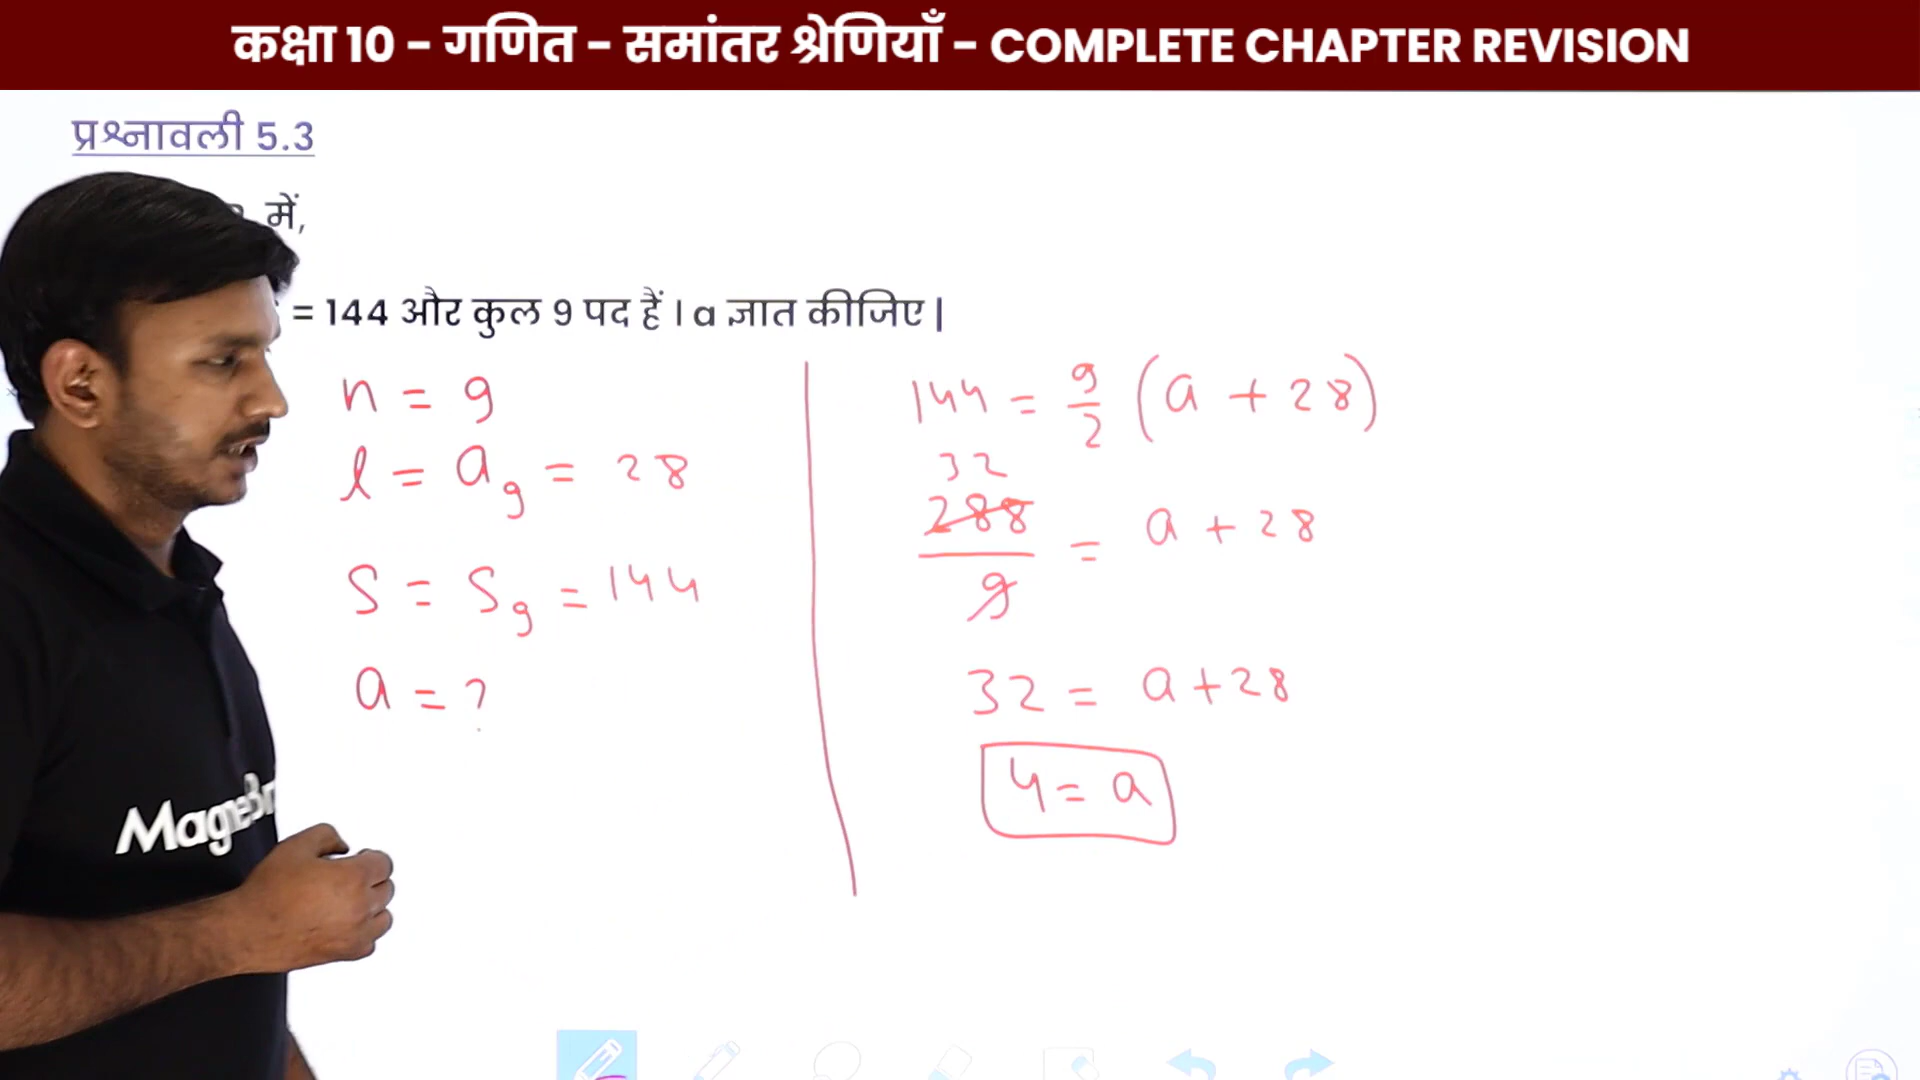 कक्षा 10 - गणित - समांतर श्रेणियाँ - COMPLETE CHAPTER REVISION
प्रश्नावली 5.3
में,
= 144 और कुल 9 पद हैं । a ज्ञात कीजिए |
n = 9
l = a₉ = 28
S = S₉ = 144
a = ?
144 = 9/2 (a + 28)
32
288/9 = a + 28
32 = a + 28
4 = a
Magne